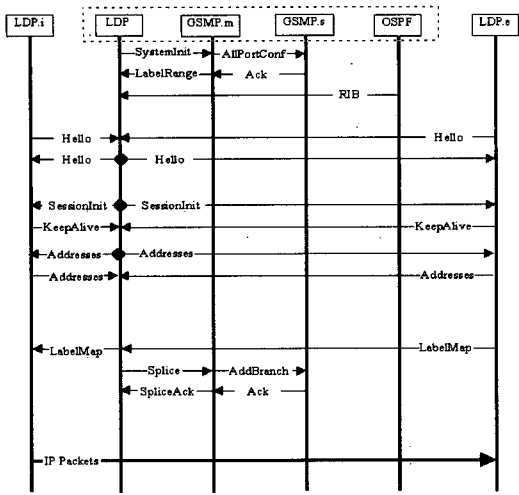 LDP.i LDP GSMP.m GSMP.s OSPF LDP.e
SystemInit AllPortConf
LabelRange Ack
RIB
Hello Hello
Hello Hello
SessionInit SessionInit
KeepAlive KeepAlive
Addresses Addresses
Addresses Addresses
LabelMap LabelMap
Splice AddBranch
SpliceAck Ack
IP Packets